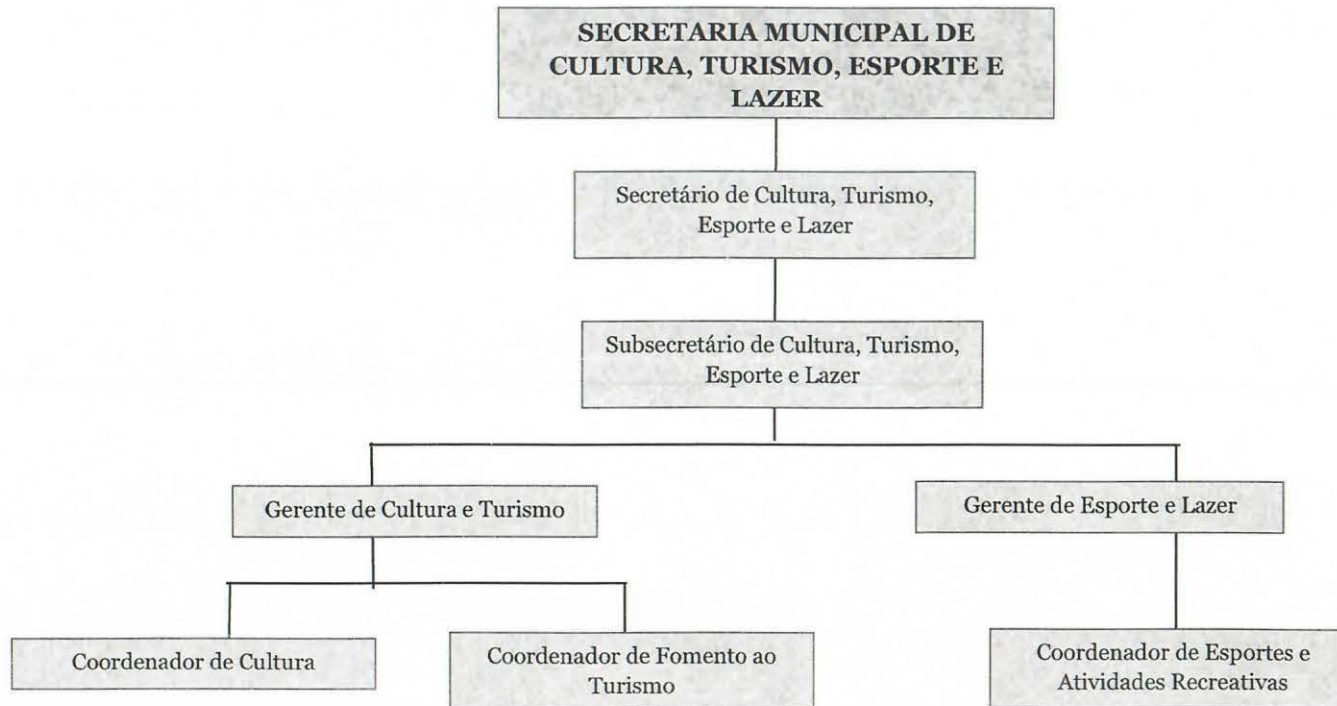 SECRETARIA MUNICIPAL DE
CULTURA, TURISMO, ESPORTE E
LAZER
Secretário de Cultura, Turismo,
Esporte e Lazer
Subsecretário de Cultura, Turismo,
Esporte e Lazer
Gerente de Cultura e Turismo
Gerente de Esporte e Lazer
Coordenador de Cultura
Coordenador de Fomento ao
Turismo
Coordenador de Esportes e
Atividades Recreativas